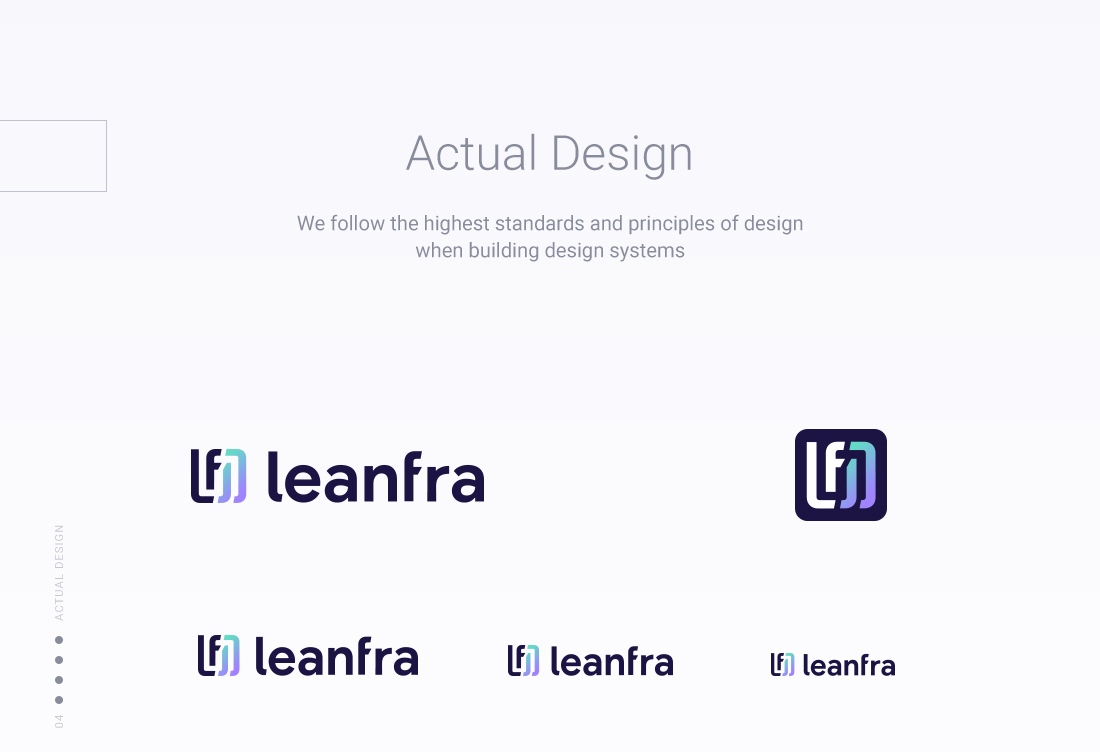 Actual Design
We follow the highest standards and principles of design
when building design systems
leanfra
leanfra
leanfra
leanfra
04
ACTUAL DESIGN